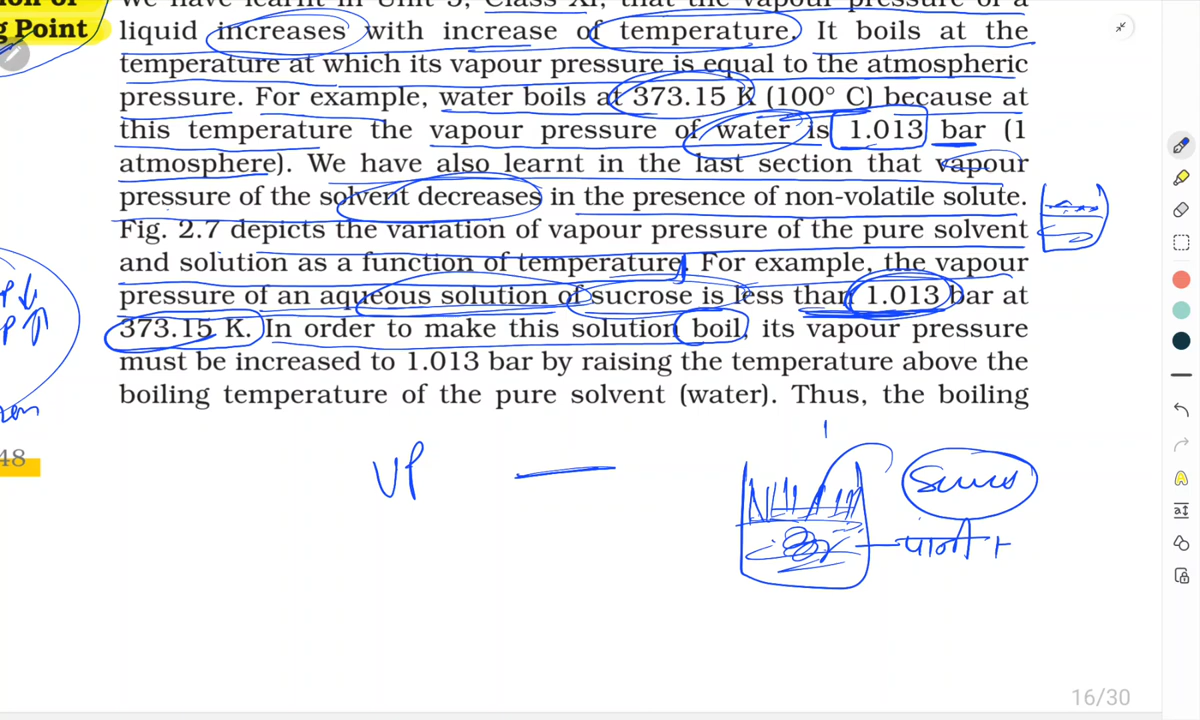 Point
liquid increases with increase of temperature. It boils at the
temperature at which its vapour pressure is equal to the atmospheric
pressure. For example, water boils at 373.15 K (100° C) because at
this temperature the vapour pressure of water is 1.013 bar (1
atmosphere). We have also learnt in the last section that vapour
pressure of the solvent decreases in the presence of non-volatile solute.
Fig. 2.7 depicts the variation of vapour pressure of the pure solvent
and solution as a function of temperature. For example, the vapour
pressure of an aqueous solution of sucrose is less than 1.013 bar at
373.15 K. In order to make this solution boil, its vapour pressure
must be increased to 1.013 bar by raising the temperature above the
boiling temperature of the pure solvent (water). Thus, the boiling
48
VP
पानी +
16/30